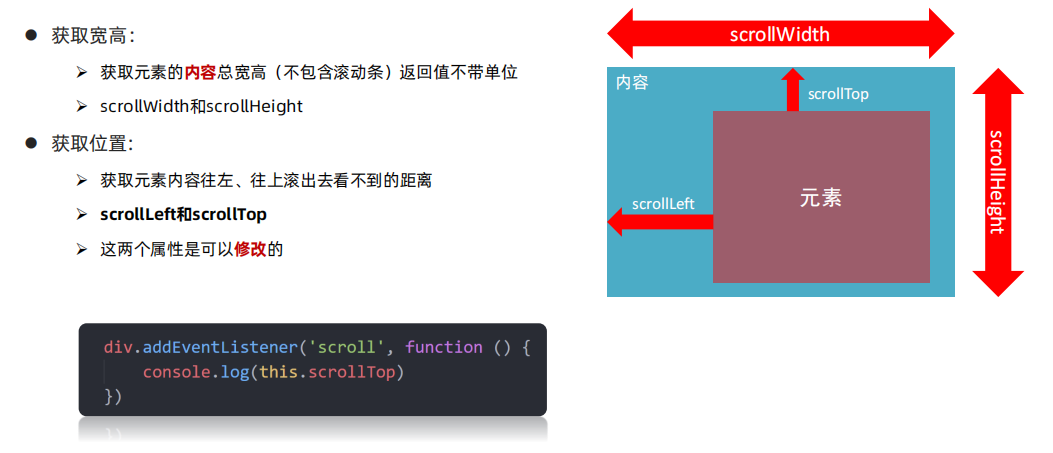 ● 获取宽高：
➢ 获取元素的内容总宽高（不包含滚动条）返回值不带单位
➢ scrollWidth和scrollHeight
● 获取位置：
➢ 获取元素内容往左、往上滚出去看不到的距离
➢ scrollLeft和scrollTop
➢ 这两个属性是可以修改的
div.addEventListener('scroll', function () {
    console.log(this.scrollTop)
})
scrollWidth
内容
scrollTop
scrollLeft
元素
scrollHeight